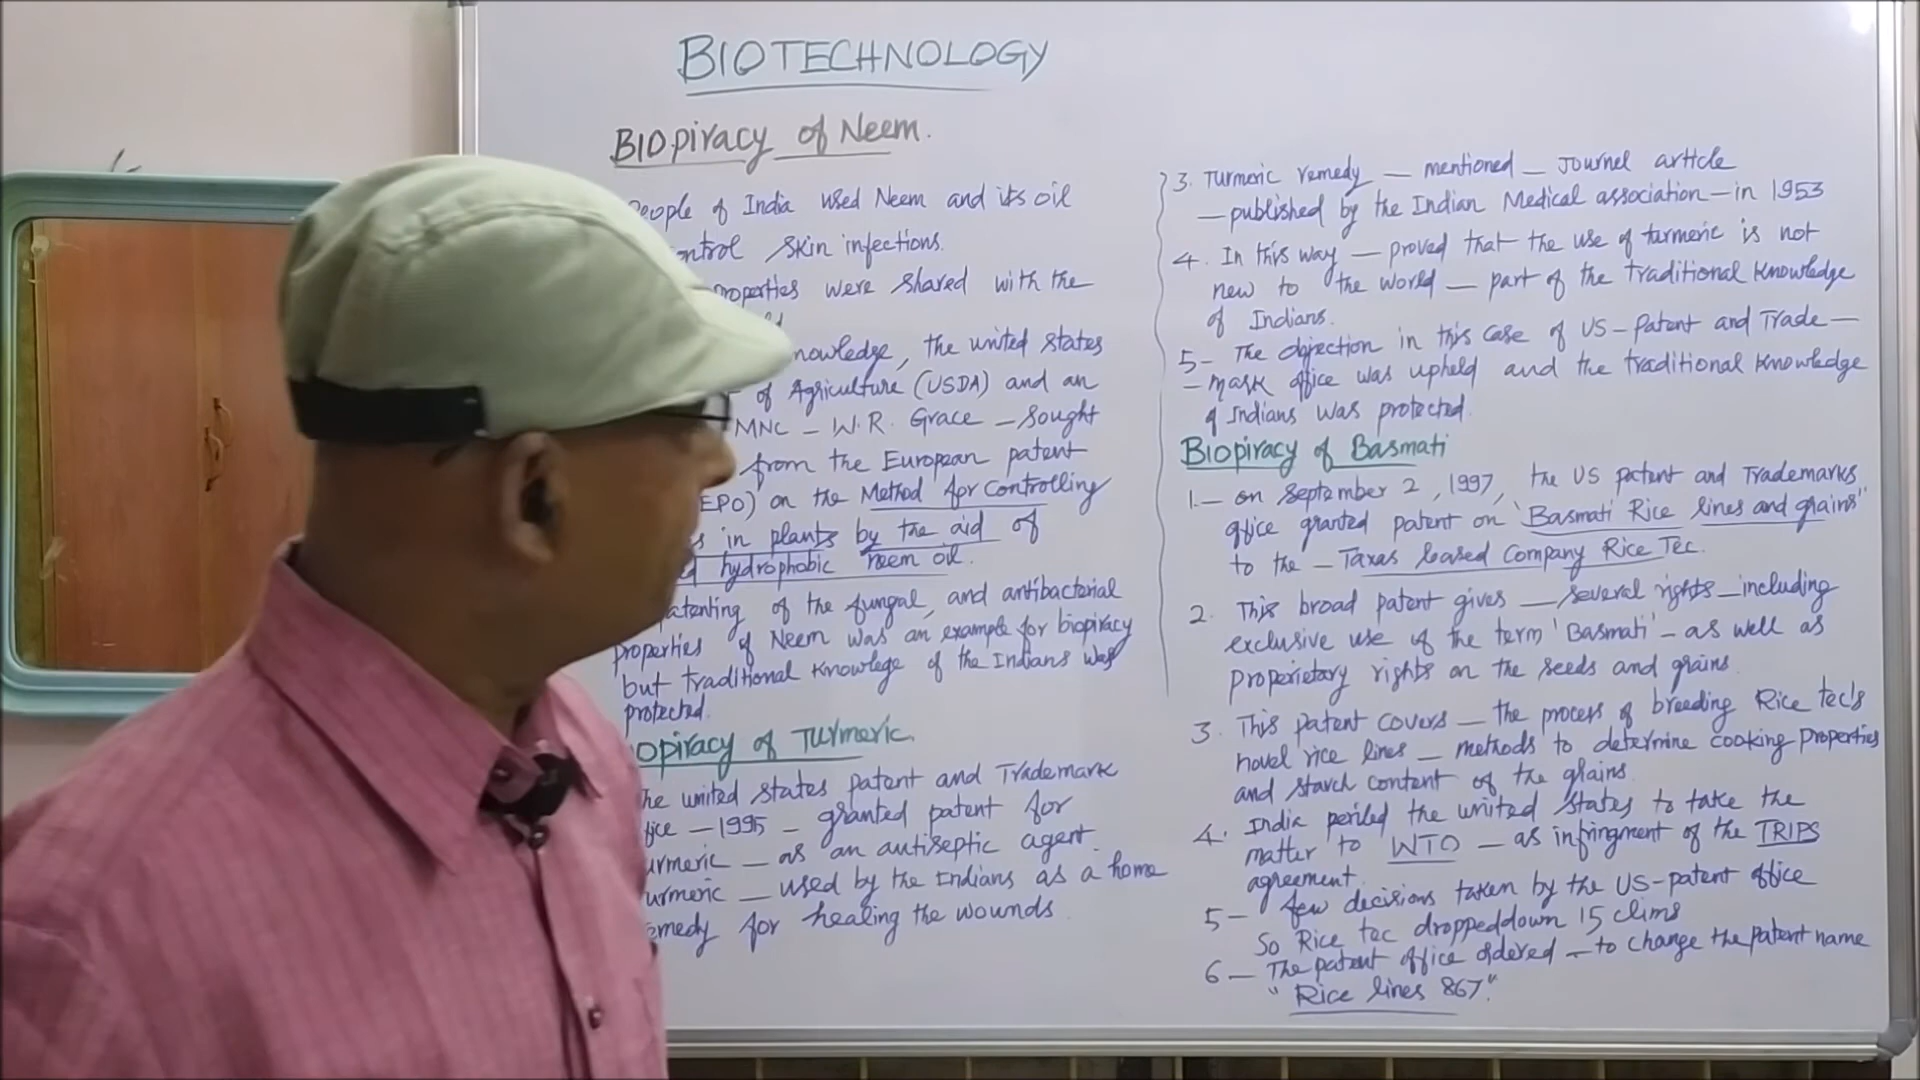 BIOTECHNOLOGY
BIOpiracy of Neem.
People of India used Neem and its oil
control skin infections.
properties were shared with the
nowledge, the united states
of Agriculture (USDA) and an
MNC - W.R. Grace - sought
from the European patent
EPO) on the Method for controlling
s in plants by the aid of
ed hydrophobic neem oil.
atenting of the fungal, and antibacterial
properties of Neem was an example for biopiracy
but traditional knowlege of the Indians was
protected.
opiracy of Turmeric.
The united states patent and Trademark
fice - 1995 - granted patent for
urmeric - as an antiseptic agent.
urmeric - used by the Indians as a home
emedy for healing the wounds.
3. Turmeric remedy - mentioned - Journel article
- published by the Indian Medical association - in 1953
4. In this way - proved that the use of turmeric is not
new to the world - part of the traditional knowledge
of Indians.
5- The objection in this case of US-Patent and Trade-
- mark office was upheld and the traditional knowledge
of Indians was protected.
Biopiracy of Basmati
1.- on september 2, 1997, the US patent and Trademarks
office granted patent on 'Basmati Rice lines and grains"
to the - Taxas based Company Rice Tec.
2. This broad patent gives - several rights - including
exclusive use of the term 'Basmati' - as well as
properietary rights on the seeds and grains.
3. This patent covers - the process of breeding Rice tec's
novel rice lines - methods to determine cooking properties
and starch content of the grains.
4. India periled the united states to take the
matter to WTO - as infringment of the TRIPS
agreement.
5- few decisions taken by the US-patent office
So Rice tec droppeddown 15 clims
6- The patent office odered - to change the patent name
"Rice lines 867".